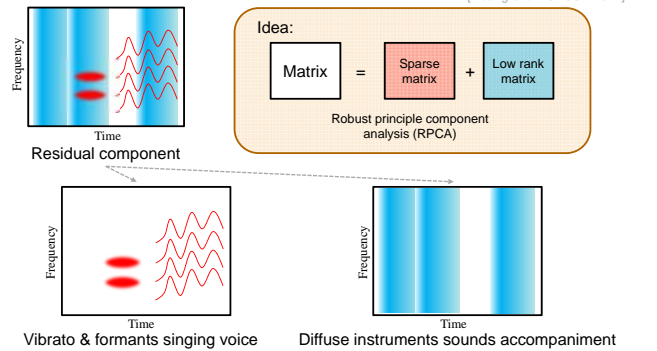 Idea:
Matrix
=
Sparse
matrix
+
Low rank
matrix
Robust principle component
analysis (RPCA)
Frequency
Time
Residual component
Frequency
Time
Vibrato & formants singing voice
Frequency
Time
Diffuse instruments sounds accompaniment